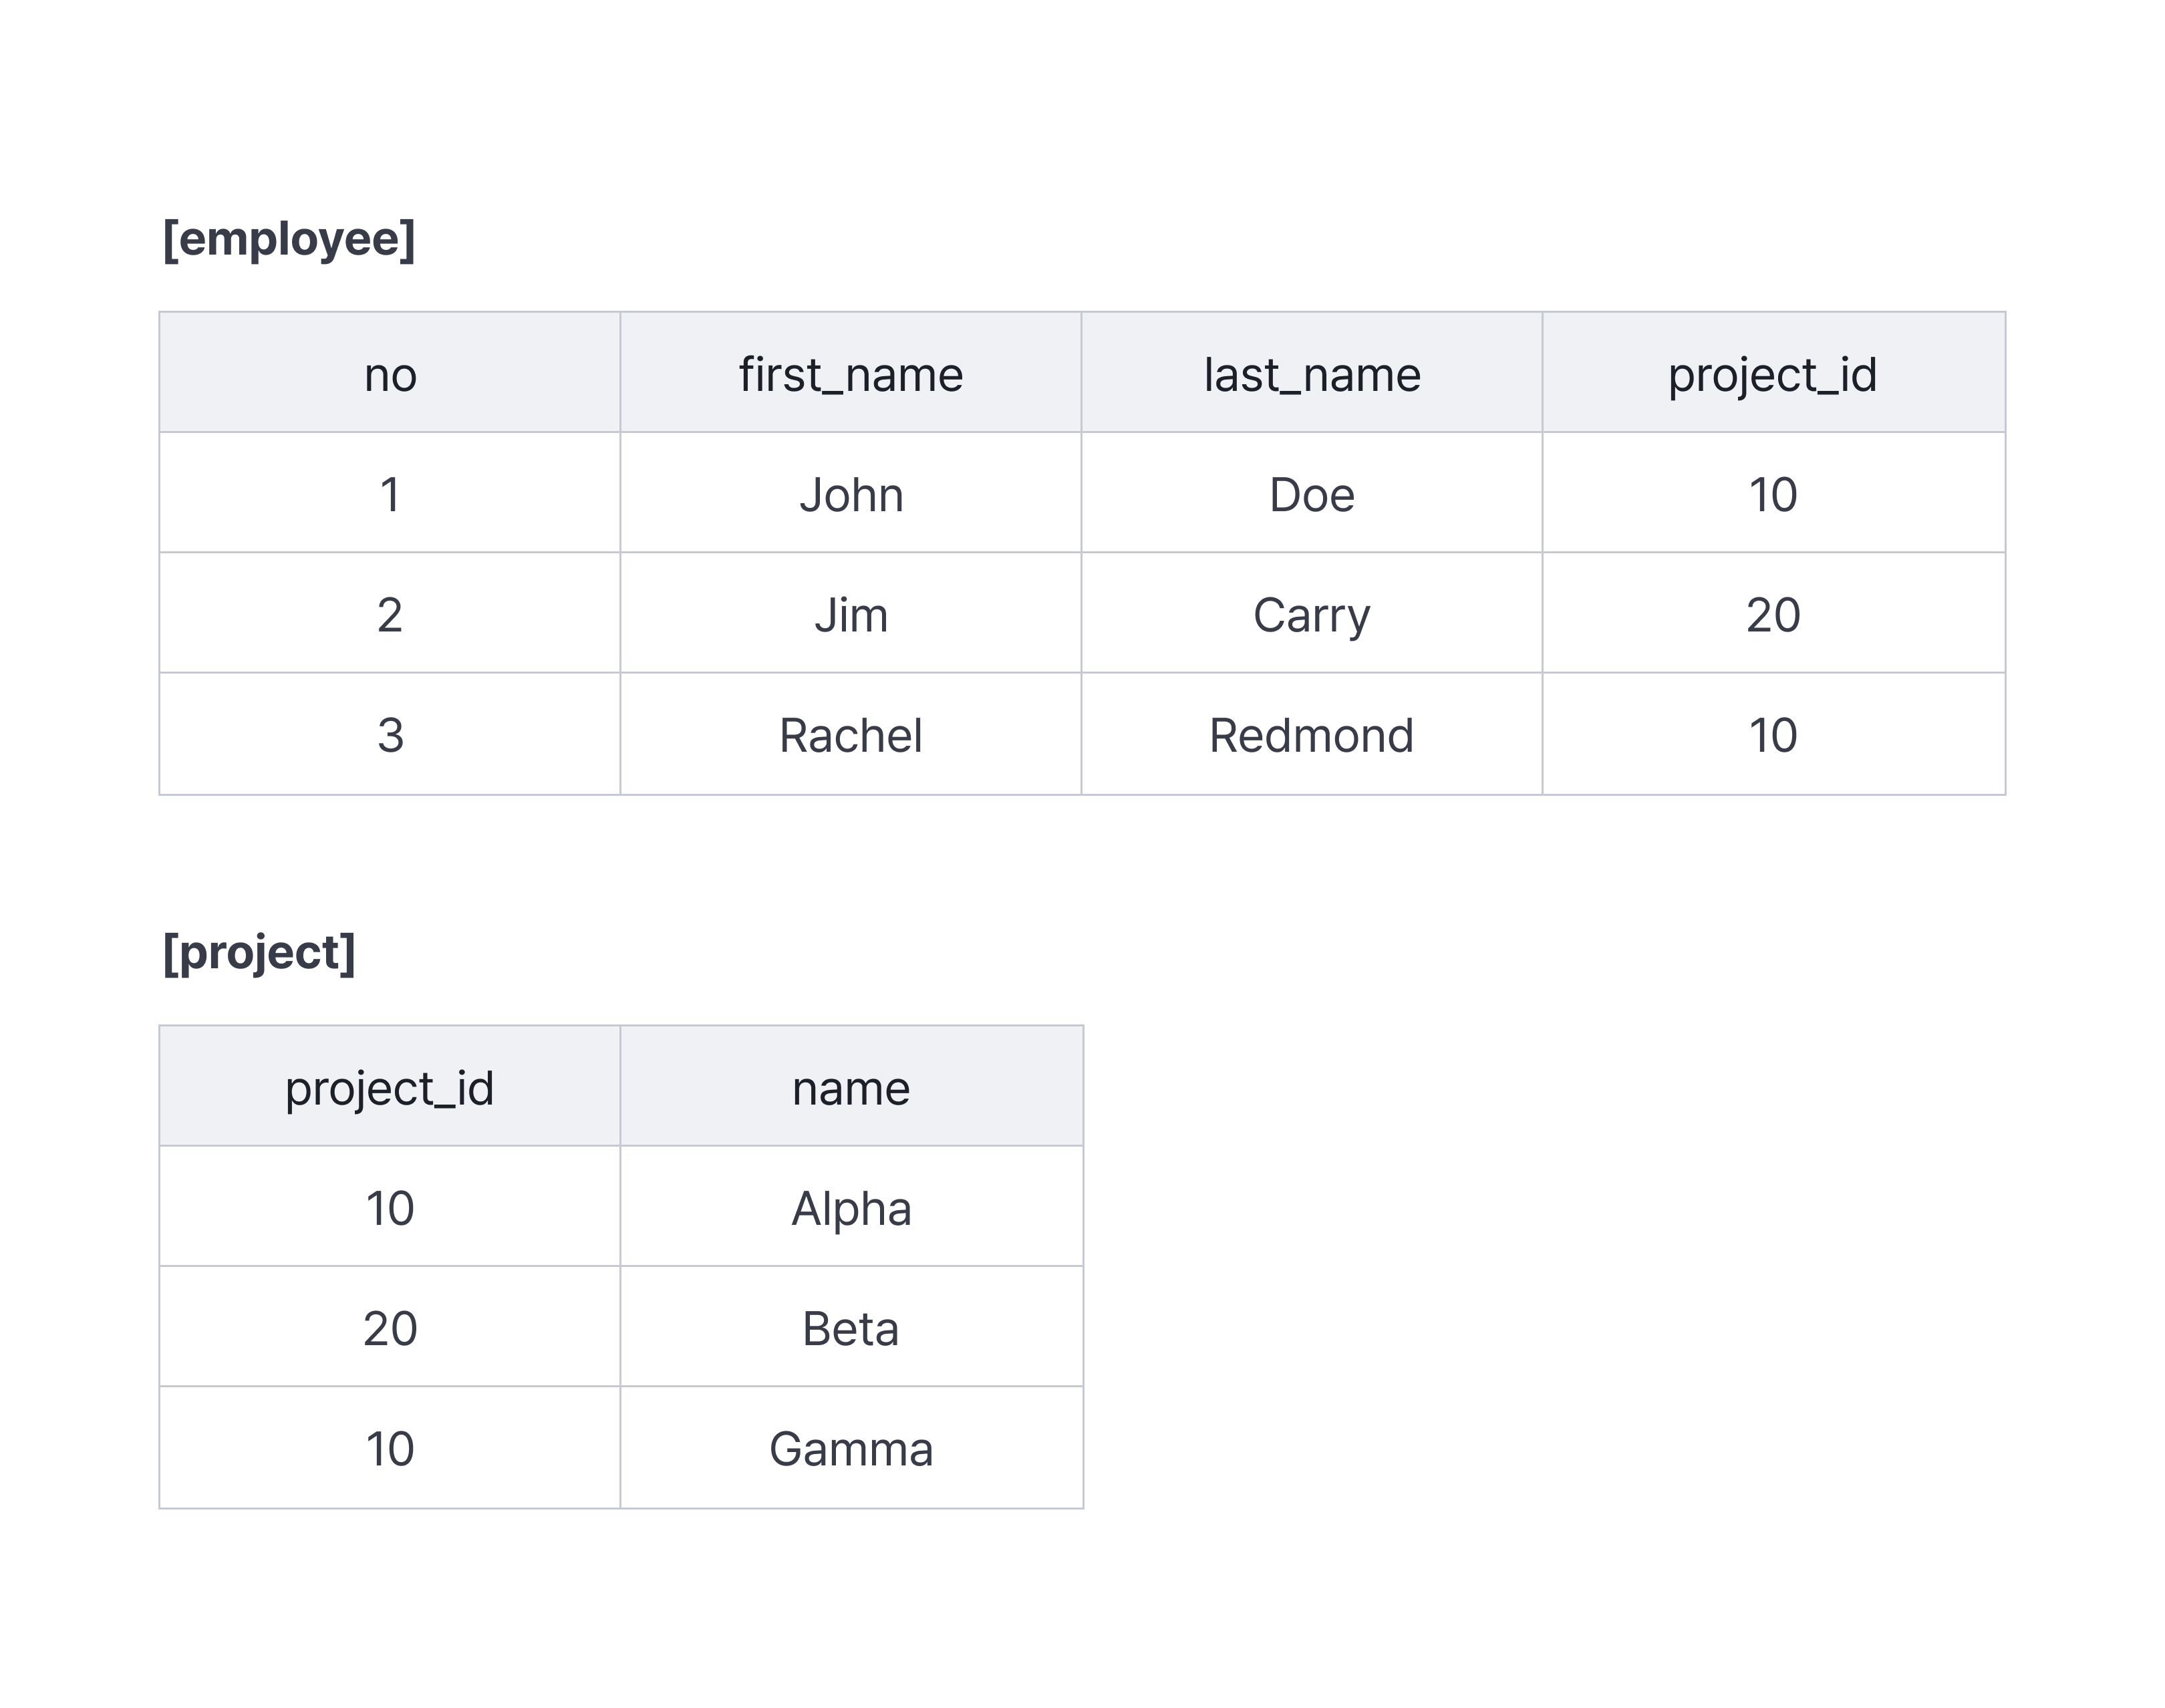 [employee]
no first_name last_name project_id
1 John Doe 10
2 Jim Carry 20
3 Rachel Redmond 10
[project]
project_id name
10 Alpha
20 Beta
10 Gamma